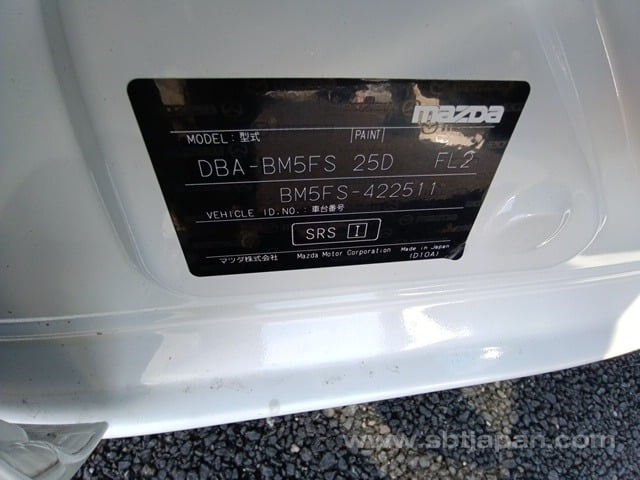 mazda
MODEL: 型式 PAINT
DBA-BM5FS 25D FL2
BM5FS-422511
VEHICLE ID.NO.: 車台番号
SRS I
マツダ株式会社 Mazda Motor Corporation Made in Japan
(D10A)
www.sbtjapan.com